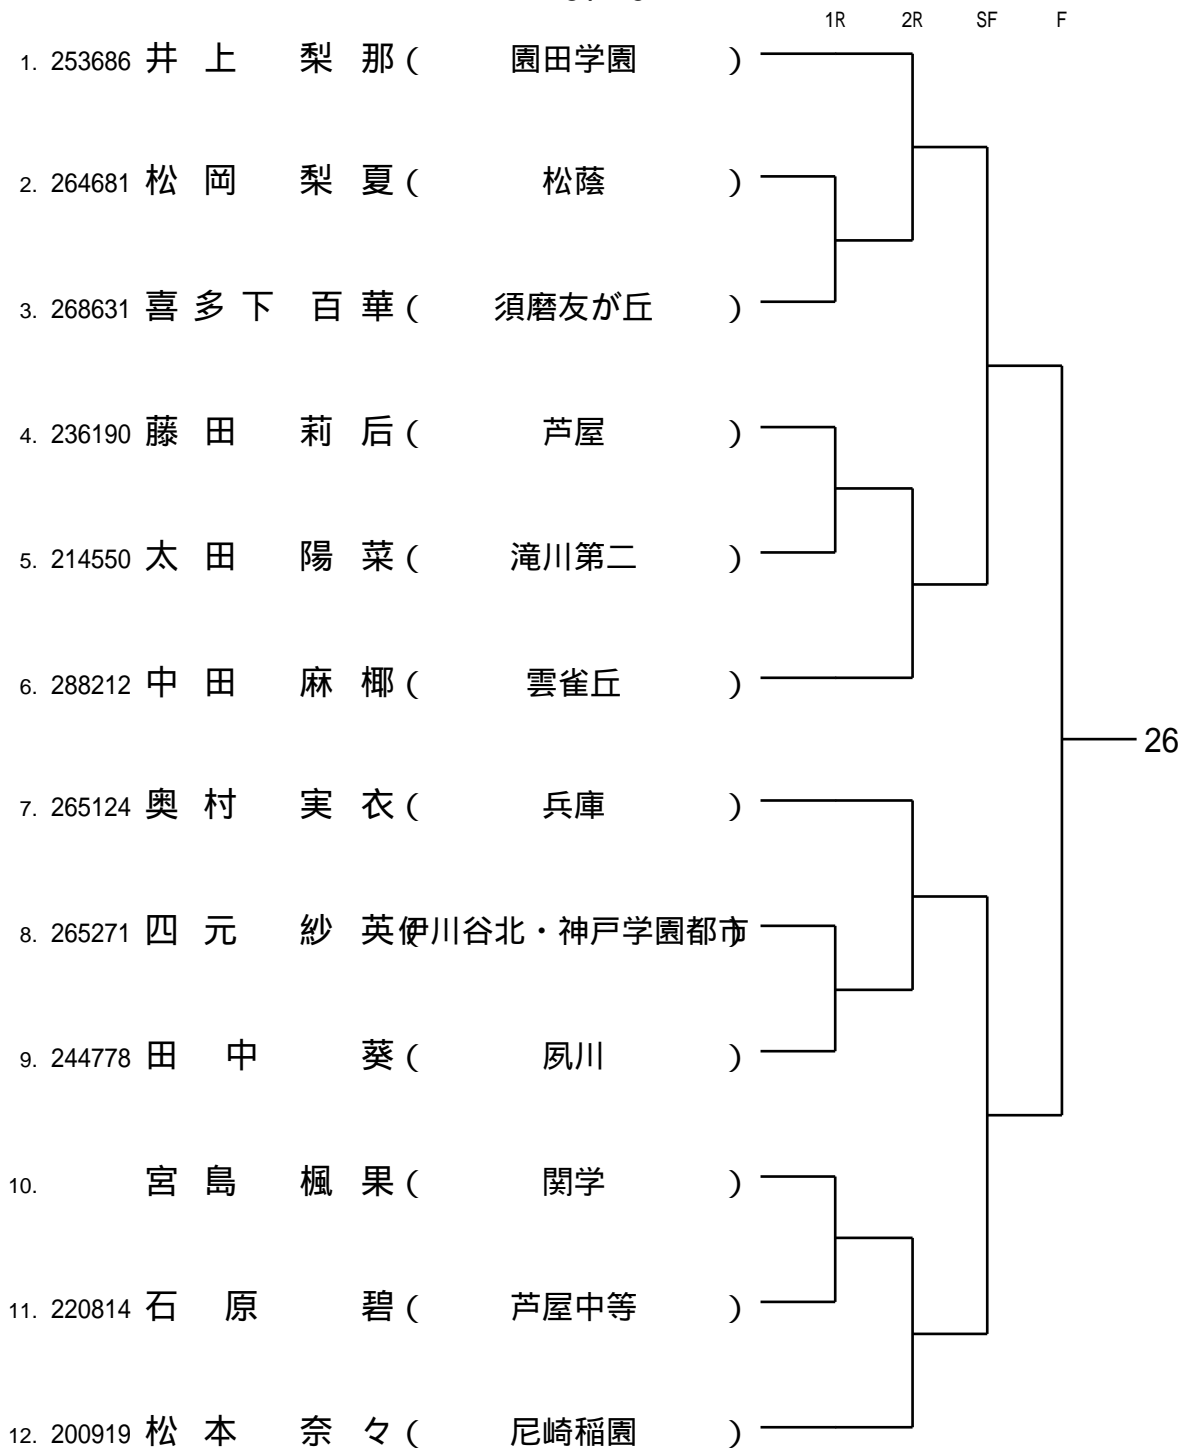 1R 2R SF F
1. 253686 井上 梨那 ( 園田学園 )
2. 264681 松岡 梨夏 ( 松蔭 )
3. 268631 喜多下 百華 ( 須磨友が丘 )
4. 236190 藤田 莉后 ( 芦屋 )
5. 214550 太田 陽菜 ( 滝川第二 )
6. 288212 中田 麻椰 ( 雲雀丘 )
26
7. 265124 奥村 実衣 ( 兵庫 )
8. 265271 四元 紗英 ( 伊川谷北・神戸学園都市 )
9. 244778 田中 葵 ( 夙川 )
10. 宮島 楓果 ( 関学 )
11. 220814 石原 碧 ( 芦屋中等 )
12. 200919 松本 奈々 ( 尼崎稲園 )